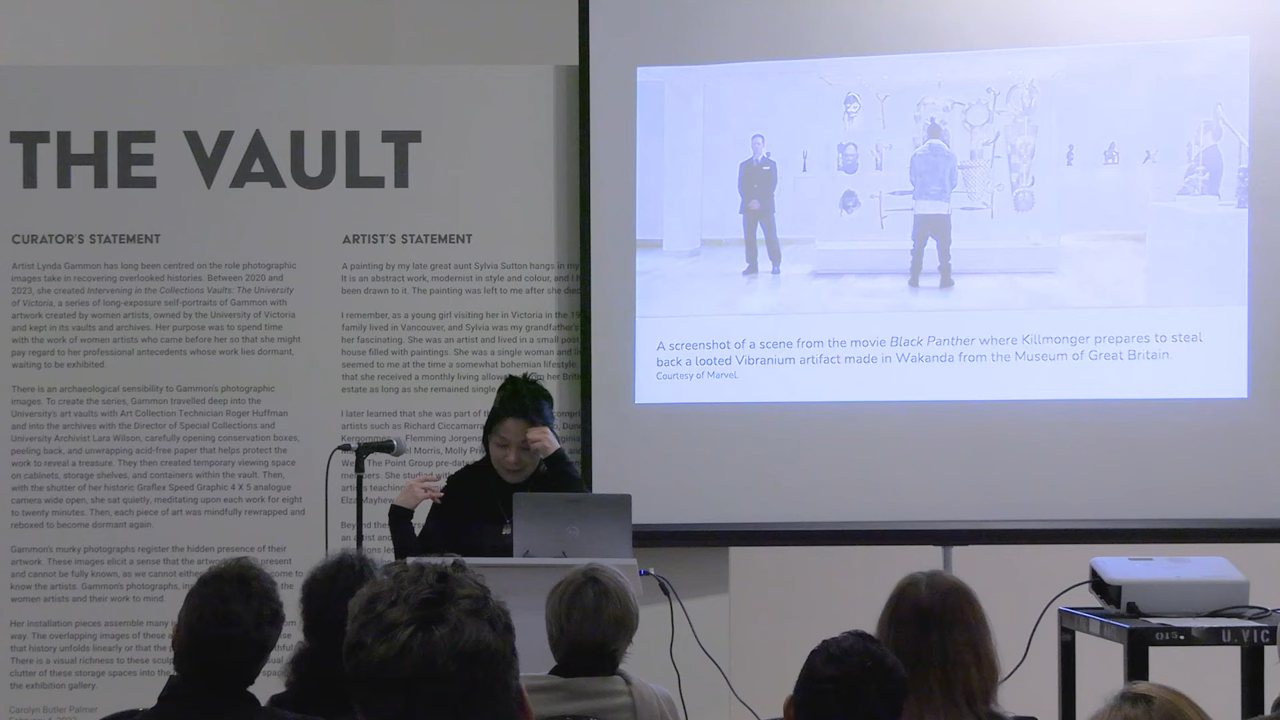 THE VAULT
CURATOR'S STATEMENT
Artist Lynda Gammon has long been centred on the role photographic
images take in recovering overlooked histories. Between 2020 and
2023, she created Intervening in the Collections Vaults: The University
of Victoria, a series of long-exposure self-portraits of Gammon with
artwork created by women artists, owned by the University of Victoria
and kept in its vaults and archives. Her purpose was to spend time
with the work of women artists who came before her so that she might
pay regard to her professional antecedents whose work lies dormant,
waiting to be exhibited.
There is an archaeological sensibility to Gammon's photographic
images. To create the series, Gammon travelled deep into the
University's art vaults with Art Collection Technician Roger Huffman
and into the archives with the Director of Special Collections and
University Archivist Lara Wilson, carefully opening conservation boxes,
peeling back, and unwrapping acid-free paper that helps protect the
work to reveal a treasure. They then created temporary viewing space
on cabinets, storage shelves, and containers within the vault. Then,
with the shutter of her historic Graflex Speed Graphic 4 X 5 analogue
camera wide open, she sat quietly, meditating upon each work for eight
to twenty minutes. Then, each piece of art was mindfully rewrapped and
reboxed to become dormant again.
Gammon's murky photographs register the hidden presence of their
artwork. These images elicit a sense that the artwork present
and cannot be fully known, as we cannot either come to
know the artists. Gammon's photographs, the
women artists and their work to mind.
Her installation pieces assemble many
way. The overlapping images of these
that history unfolds linearly or that the
There is a visual richness to these
clutter of these storage spaces into the
the exhibition gallery.
Carolyn Butler Palmer
ARTIST'S STATEMENT
A painting by my late great aunt Sylvia Sutton hangs in my
It is an abstract work, modernist in style and colour, and I
been drawn to it. The painting was left to me after she
I remember, as a young girl visiting her in Victoria in the
family lived in Vancouver, and Sylvia was my grandfather's
her fascinating. She was an artist and lived in a small
house filled with paintings. She was a single woman and
seemed to me at the time a somewhat bohemian lifestyle.
that she received a monthly living her
estate as long as she remained single
I later learned that she was part of
artists such as Richard
Flemming
Morris, Molly
The Point Group
She studied
Elza Mayhew
an artist and
A screenshot of a scene from the movie Black Panther where Killmonger prepares to steal
back a looted Vibranium artifact made in Wakanda from the Museum of Great Britain.
Courtesy of Marvel.
U.VIC